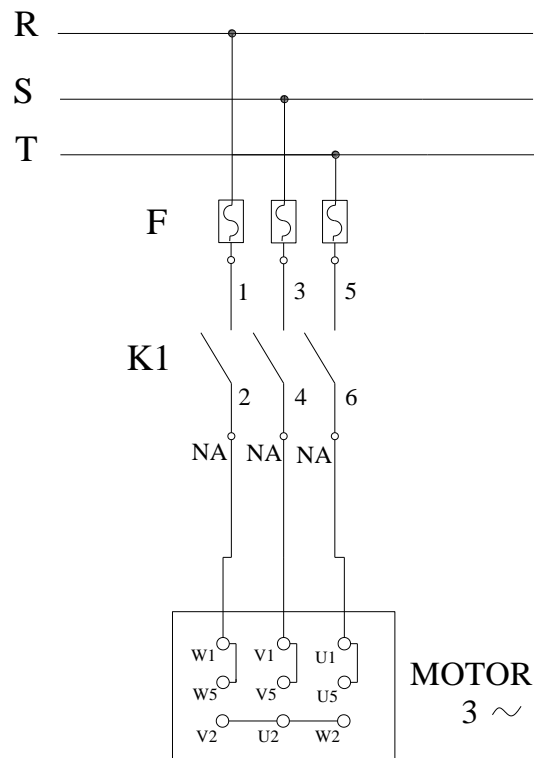 R
S
T
F
1 3 5
K1
2 4 6
NA NA NA
W1 V1 U1
W5 V5 U5
V2 U2 W2
MOTOR
3 ~